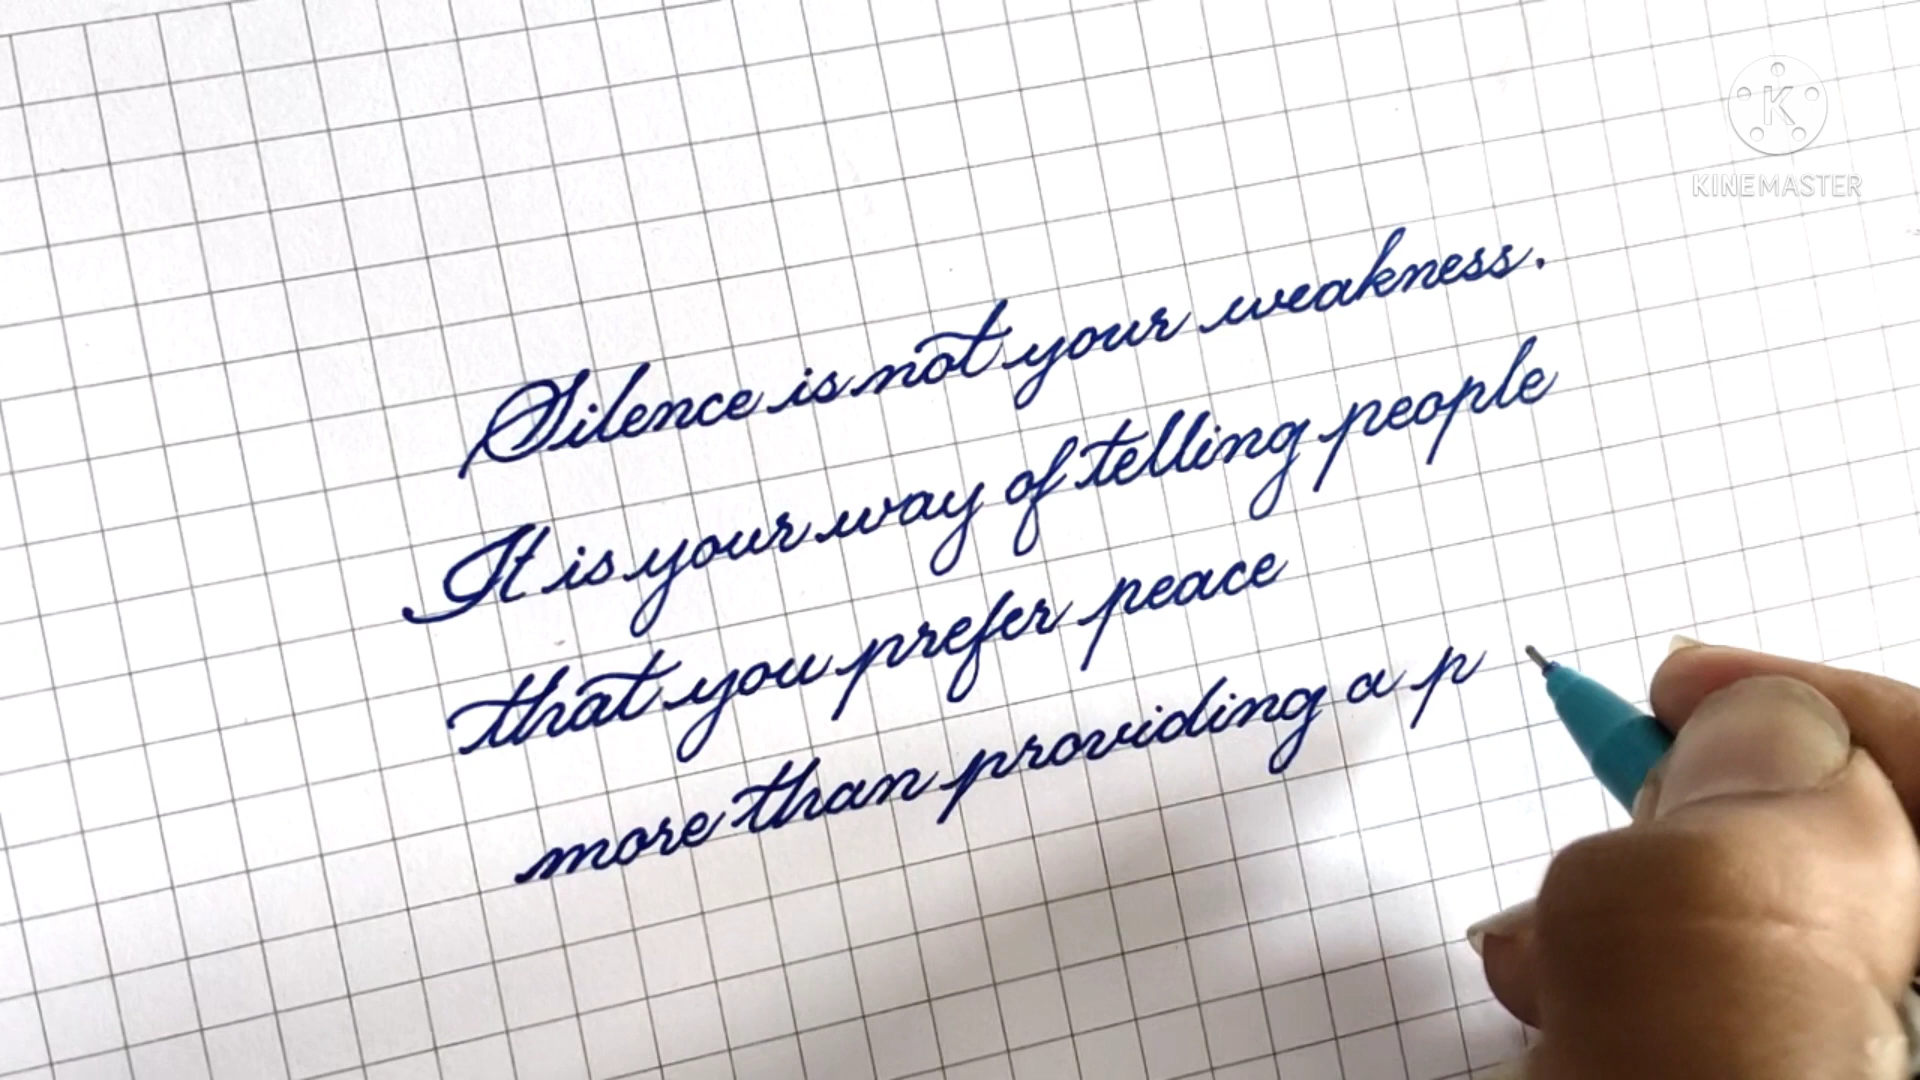 KINEMASTER
Silence is not your weakness.
It is your way of telling people
that you prefer peace
more than providing a p